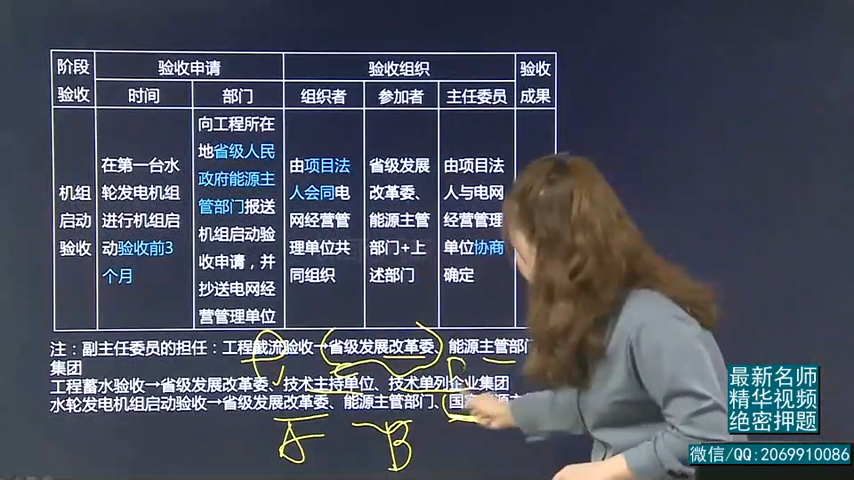 阶段
验收
验收申请
验收组织
验收
成果
时间
部门
组织者
参加者
主任委员
机组
启动
验收
在第一台水
轮发电机组
进行机组启
动验收前3
个月
向工程所在
地省级人民
政府能源主
管部门报送
机组启动验
收申请，并
抄送电网经
营管理单位
由项目法
人会同电
网经营管
理单位共
同组织
省级发展
改革委、
能源主管
部门+上
述部门
由项目法
人与电网
经营管理
单位协商
确定
注：副主任委员的担任：工程截流验收→省级发展改革委、能源主管部
集团
工程蓄水验收→省级发展改革委、技术主持单位、技术单列企业集团
水轮发电机组启动验收→省级发展改革委、能源主管部门、国
A
B
最新名师
精华视频
绝密押题
微信/QQ:2069910086